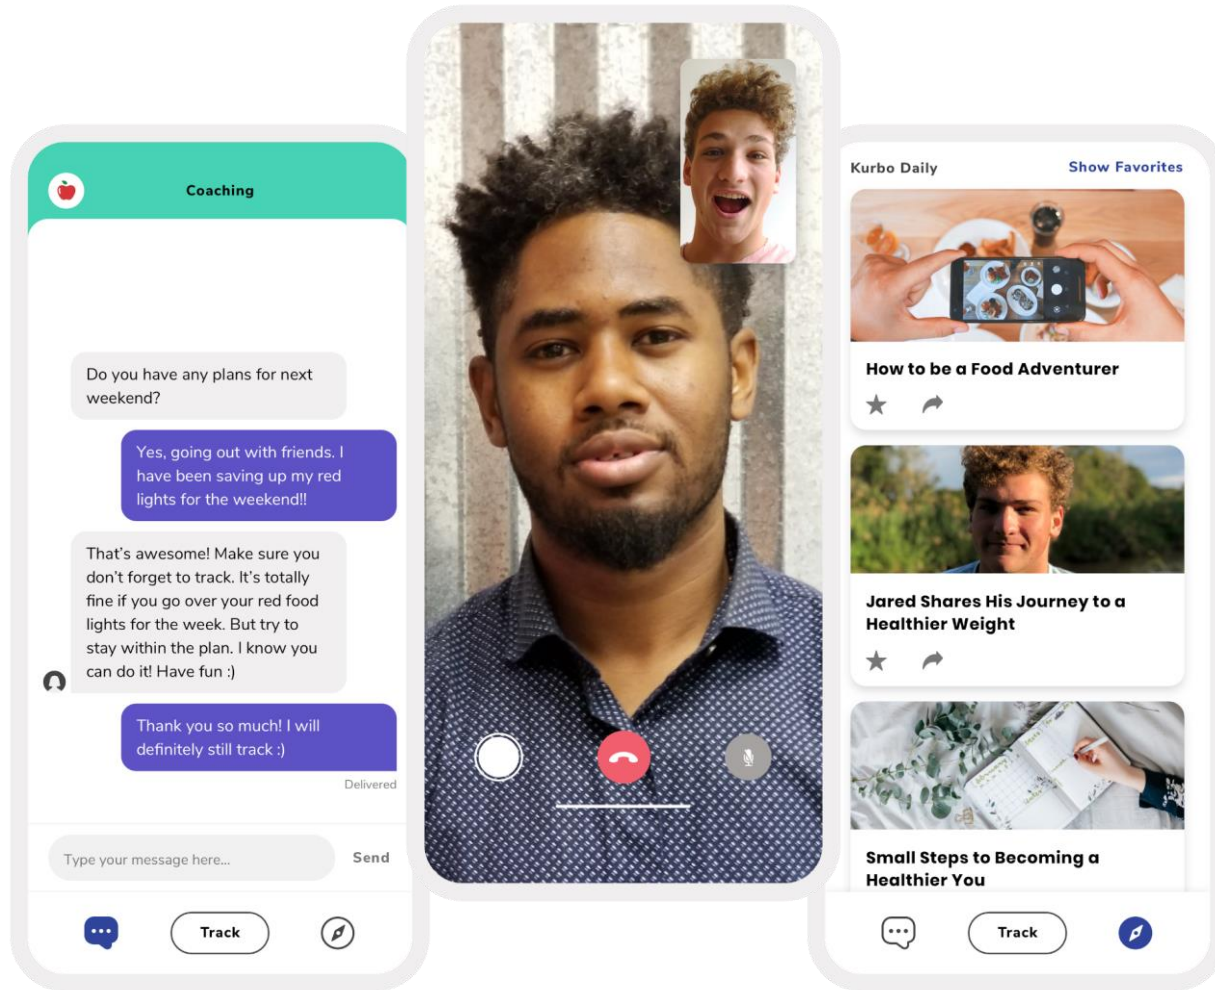 Coaching
Do you have any plans for next
weekend?
Yes, going out with friends. I
have been saving up my red
lights for the weekend!!
That's awesome! Make sure you
don't forget to track. It's totally
fine if you go over your red food
lights for the week. But try to
stay within the plan. I know you
can do it! Have fun :)
Thank you so much! I will
definitely still track :)
Delivered
Type your message here...
Send
Track
Kurbo Daily
Show Favorites
How to be a Food Adventurer
Jared Shares His Journey to a
Healthier Weight
Small Steps to Becoming a
Healthier You
Track